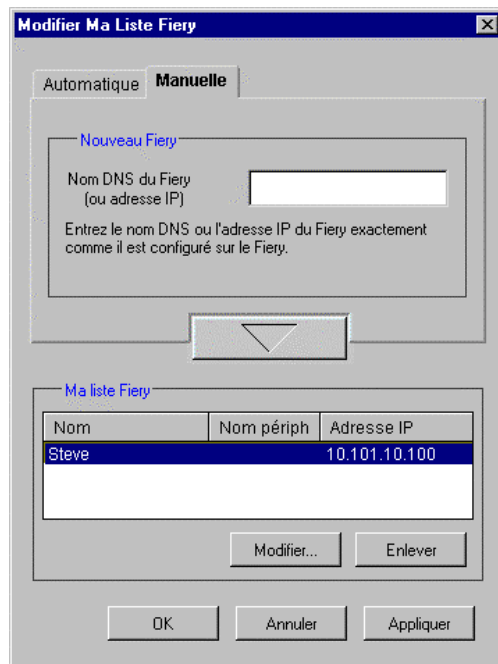 Modifier Ma Liste Fiery
Automatique Manuelle
Nouveau Fiery
Nom DNS du Fiery
(ou adresse IP)
Entrez le nom DNS ou l'adresse IP du Fiery exactement
comme il est configuré sur le Fiery.
Ma liste Fiery
Nom Nom périph Adresse IP
Steve 10.101.10.100
Modifier... Enlever
OK Annuler Appliquer